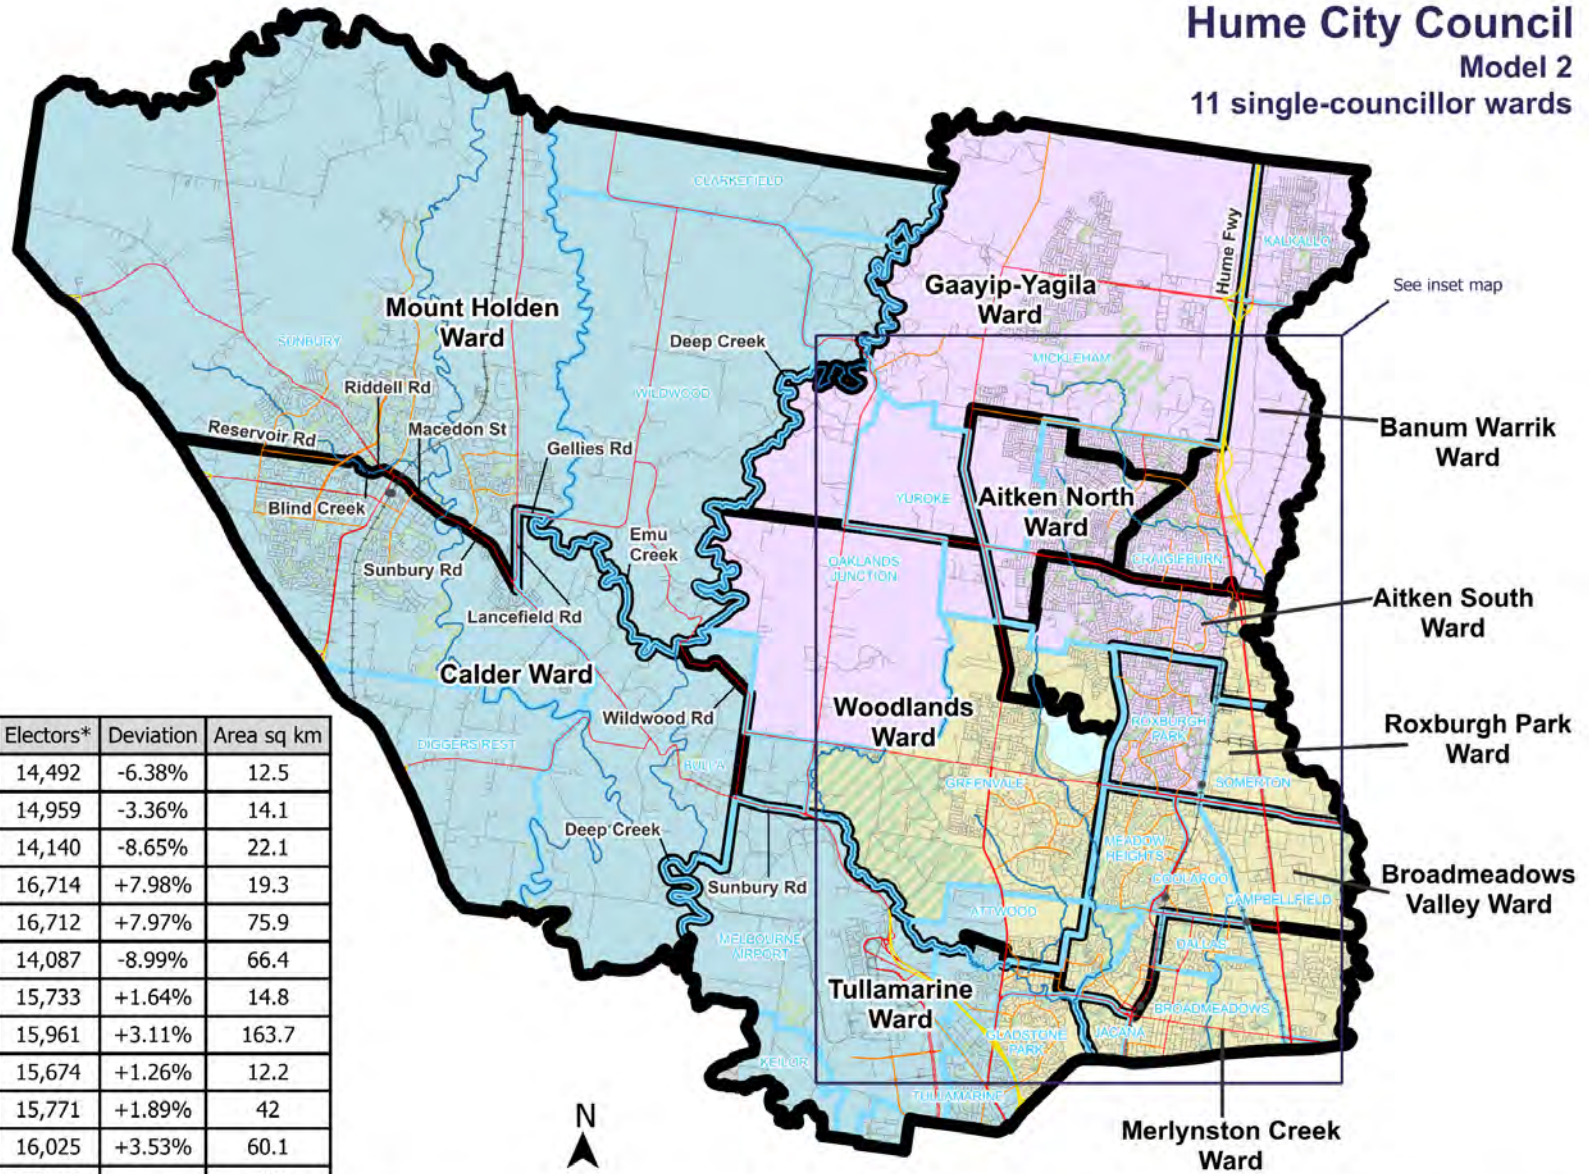 Hume City Council
Model 2
11 single-councillor wards
CLARKEFIELD
Hume Fwy
KALKALLO
Gaayip-Yagila
Ward
See inset map
Mount Holden
Ward
Deep Creek
SUNBURY
MICKLEHAM
Riddell Rd
WILDWOOD
Reservoir Rd
Macedon St
Banum Warrik
Ward
Gellies Rd
YUROKE
Aitken North
Ward
Blind Creek
Emu
Creek
Sunbury Rd
OAKLANDS
JUNCTION
CRAIGIEBURN
Aitken South
Ward
Lancefield Rd
Calder Ward
Woodlands
Ward
Wildwood Rd
ROXBURGH
PARK
Roxburgh Park
Ward
DIGGERS REST
BULLA
GREENVALE
SOMERTON
Deep Creek
MEADOW
HEIGHTS
COOLAROO
Sunbury Rd
Broadmeadows
Valley Ward
CAMPBELLFIELD
ATTWOOD
MELBOURNE
AIRPORT
DALLAS
Tullamarine
Ward
BROADMEADOWS
GLADSTONE
PARK
JACANA
KEILOR
TULLAMARINE
Merlynston Creek
Ward
N
Electors* Deviation Area sq km
14,492 -6.38% 12.5
14,959 -3.36% 14.1
14,140 -8.65% 22.1
16,714 +7.98% 19.3
16,712 +7.97% 75.9
14,087 -8.99% 66.4
15,733 +1.64% 14.8
15,961 +3.11% 163.7
15,674 +1.26% 12.2
15,771 +1.89% 42
16,025 +3.53% 60.1